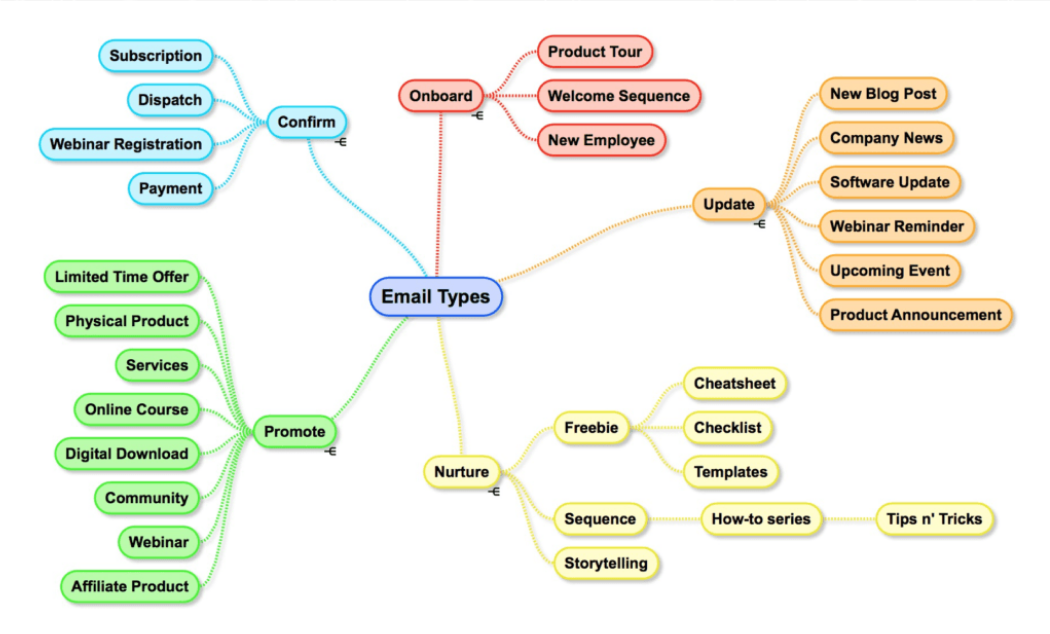 Email Types
Confirm
Subscription
Dispatch
Webinar Registration
Payment
Onboard
Product Tour
Welcome Sequence
New Employee
Update
New Blog Post
Company News
Software Update
Webinar Reminder
Upcoming Event
Product Announcement
Promote
Limited Time Offer
Physical Product
Services
Online Course
Digital Download
Community
Webinar
Affiliate Product
Nurture
Freebie
Cheatsheet
Checklist
Templates
Sequence
How-to series
Tips n' Tricks
Storytelling